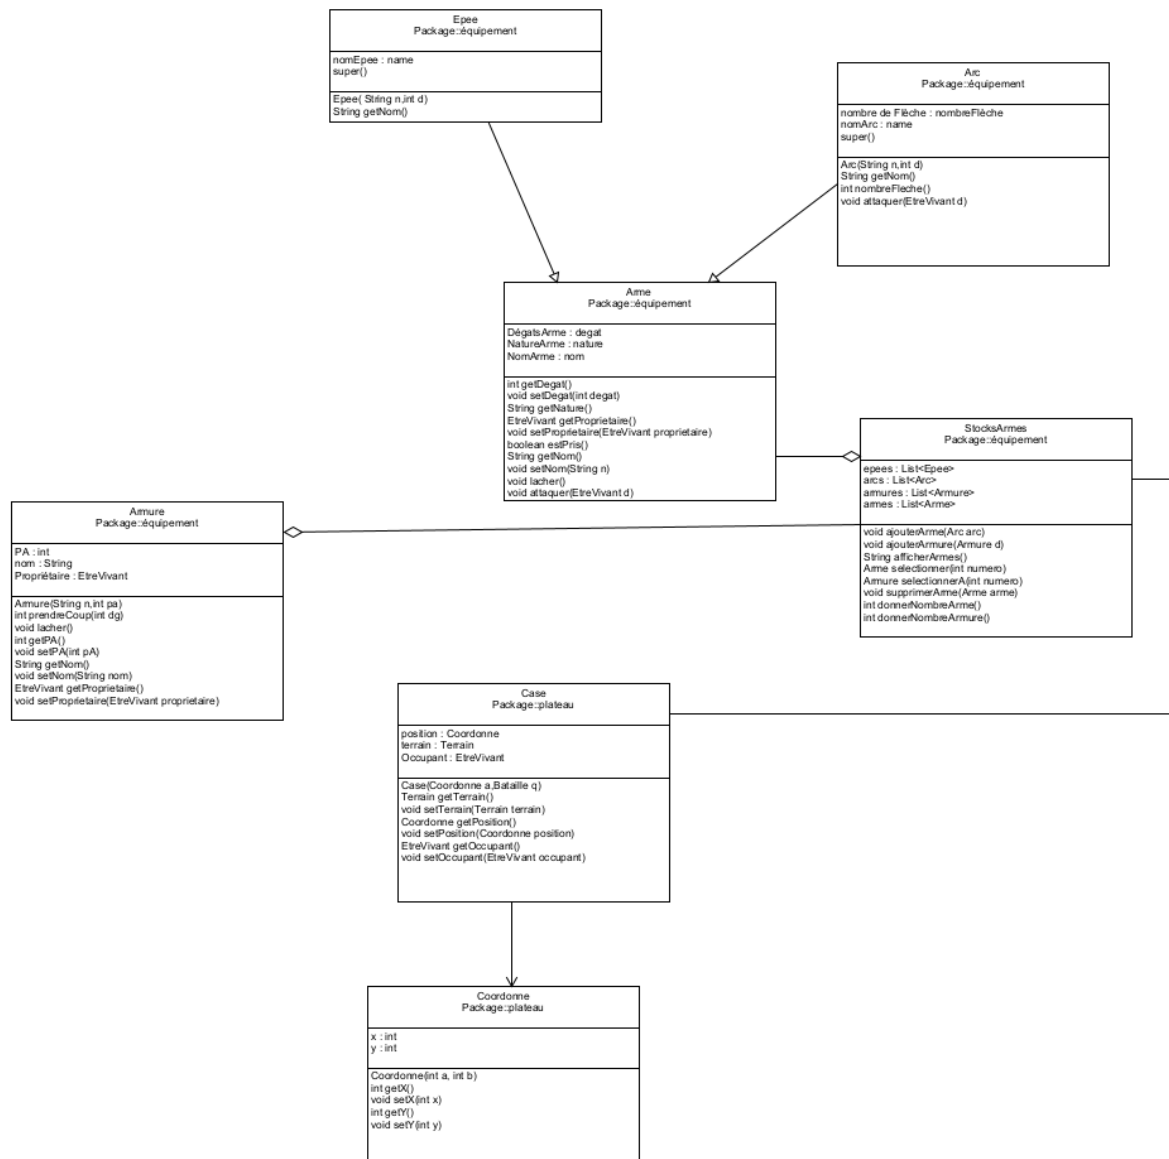 Epee
Package::équipement
nomEpee : name
super()
Epee( String n,int d)
String getNom()
Arc
Package::équipement
nombre de Flèche : nombreFlèche
nomArc : name
super()
Arc(String n,int d)
String getNom()
int nombreFleche()
void attaquer(EtreVivant d)
Arme
Package::équipement
DégatsArme : degat
NatureArme : nature
NomArme : nom
int getDegat()
void setDegat(int degat)
String getNature()
EtreVivant getProprietaire()
void setProprietaire(EtreVivant proprietaire)
boolean estPris()
String getNom()
void setNom(String n)
void lacher()
void attaquer(EtreVivant d)
StocksArmes
Package::équipement
epees : List<Epee>
arcs : List<Arc>
armures : List<Armure>
armes : List<Arme>
void ajouterArme(Arc arc)
void ajouterArmure(Armure d)
String afficherArmes()
Arme selectionner(int numero)
Armure selectionnerA(int numero)
void supprimerArme(Arme arme)
int donnerNombreArme()
int donnerNombreArmure()
Armure
Package::équipement
PA : int
nom : String
Propriétaire : EtreVivant
Armure(String n,int pa)
int prendreCoup(int dg)
void lacher()
int getPA()
void setPA(int pA)
String getNom()
void setNom(String nom)
EtreVivant getProprietaire()
void setProprietaire(EtreVivant proprietaire)
Case
Package::plateau
position : Coordonne
terrain : Terrain
Occupant : EtreVivant
Case(Coordonne a,Bataille q)
Terrain getTerrain()
void setTerrain(Terrain terrain)
Coordonne getPosition()
void setPosition(Coordonne position)
EtreVivant getOccupant()
void setOccupant(EtreVivant occupant)
Coordonne
Package::plateau
x : int
y : int
Coordonne(int a, int b)
int getX()
void setX(int x)
int getY()
void setY(int y)